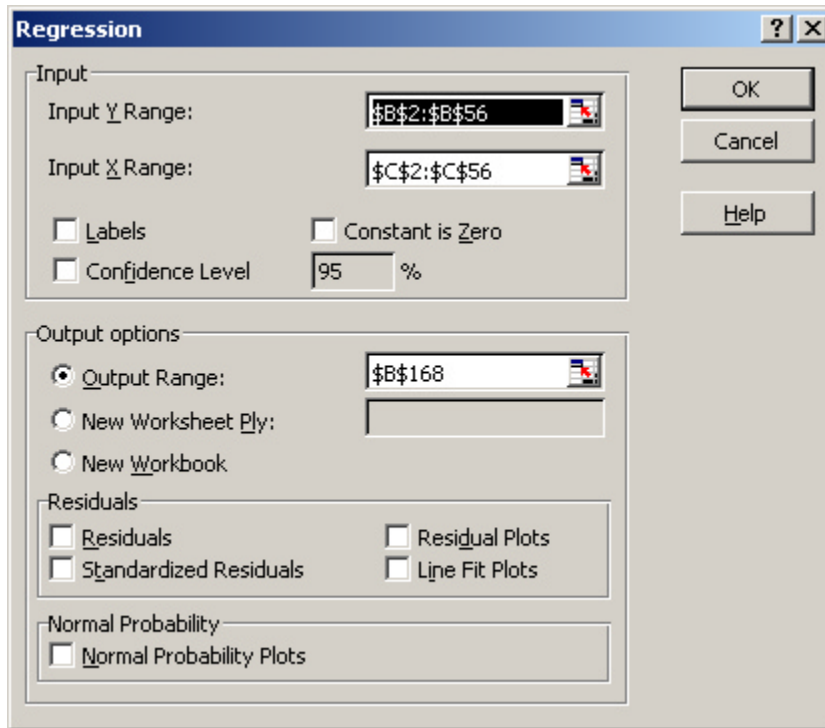 Regression
Input
OK
Input Y Range:
$B$2:$B$56
Cancel
Input X Range:
$C$2:$C$56
Help
Labels
Constant is Zero
Confidence Level
95
%
Output options
Output Range:
$B$168
New Worksheet Ply:
New Workbook
Residuals
Residuals
Residual Plots
Standardized Residuals
Line Fit Plots
Normal Probability
Normal Probability Plots